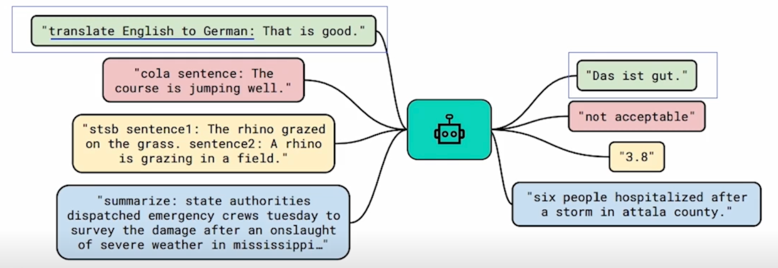 "translate English to German: That is good."
"cola sentence: The
course is jumping well."
"stsb sentence1: The rhino grazed
on the grass. sentence2: A rhino
is grazing in a field."
"summarize: state authorities
dispatched emergency crews tuesday to
survey the damage after an onslaught
of severe weather in mississippi…"
"Das ist gut."
"not acceptable"
"3.8"
"six people hospitalized after
a storm in attala county."